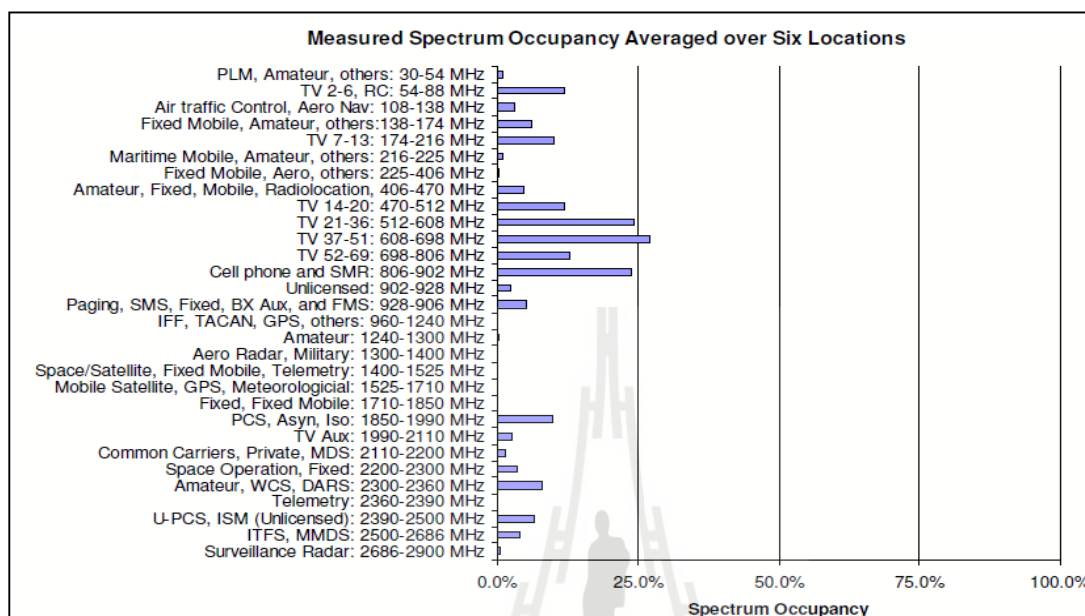 Measured Spectrum Occupancy Averaged over Six Locations
PLM, Amateur, others: 30-54 MHz
TV 2-6, RC: 54-88 MHz
Air traffic Control, Aero Nav: 108-138 MHz
Fixed Mobile, Amateur, others:138-174 MHz
TV 7-13: 174-216 MHz
Maritime Mobile, Amateur, others: 216-225 MHz
Fixed Mobile, Aero, others: 225-406 MHz
Amateur, Fixed, Mobile, Radiolocation, 406-470 MHz
TV 14-20: 470-512 MHz
TV 21-36: 512-608 MHz
TV 37-51: 608-698 MHz
TV 52-69: 698-806 MHz
Cell phone and SMR: 806-902 MHz
Unlicensed: 902-928 MHz
Paging, SMS, Fixed, BX Aux, and FMS: 928-906 MHz
IFF, TACAN, GPS, others: 960-1240 MHz
Amateur: 1240-1300 MHz
Aero Radar, Military: 1300-1400 MHz
Space/Satellite, Fixed Mobile, Telemetry: 1400-1525 MHz
Mobile Satellite, GPS, Meteorologicial: 1525-1710 MHz
Fixed, Fixed Mobile: 1710-1850 MHz
PCS, Asyn, Iso: 1850-1990 MHz
TV Aux: 1990-2110 MHz
Common Carriers, Private, MDS: 2110-2200 MHz
Space Operation, Fixed: 2200-2300 MHz
Amateur, WCS, DARS: 2300-2360 MHz
Telemetry: 2360-2390 MHz
U-PCS, ISM (Unlicensed): 2390-2500 MHz
ITFS, MMDS: 2500-2686 MHz
Surveillance Radar: 2686-2900 MHz
0.0% 25.0% 50.0% 75.0% 100.0%
Spectrum Occupancy